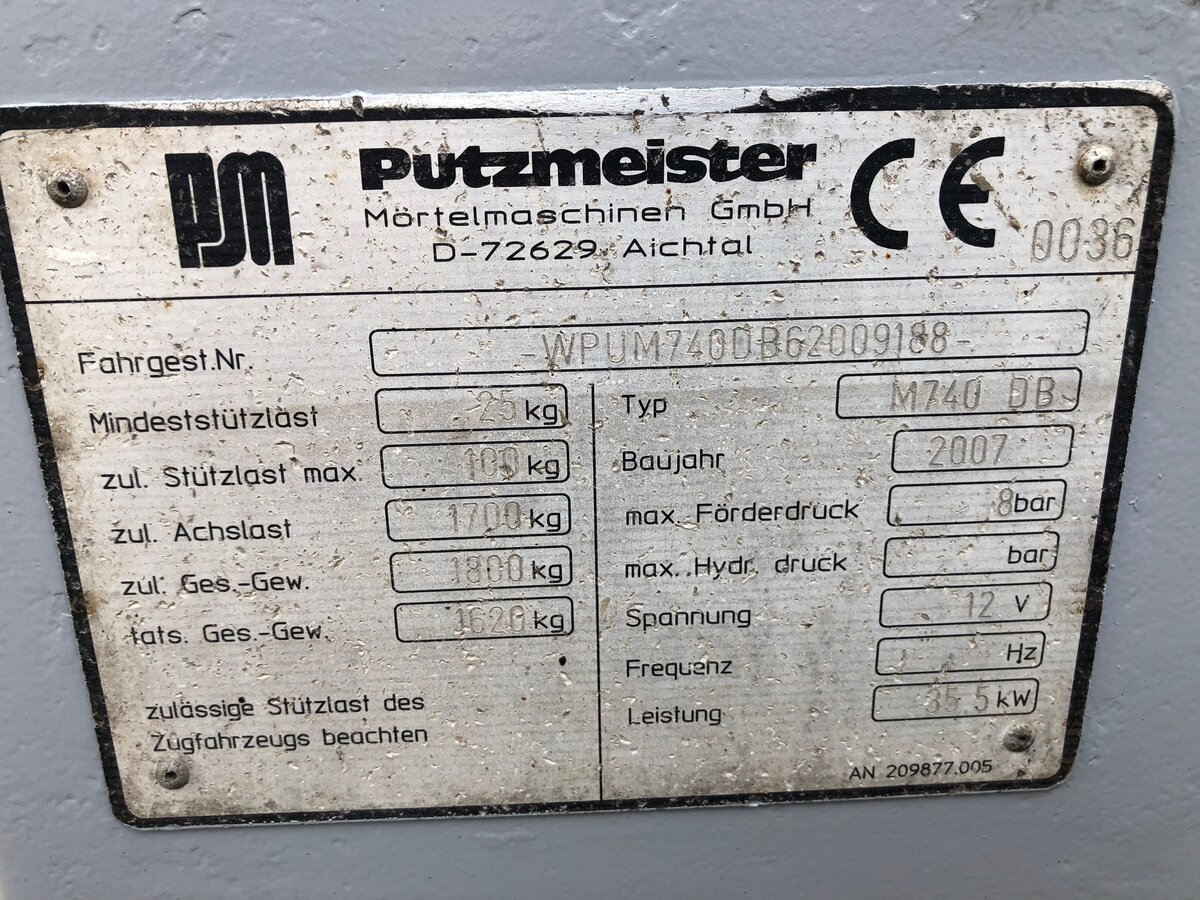 PM Putzmeister CE
Mörtelmaschinen GmbH
D-72629 Aichtal
0036
Fahrgest.Nr. -WPUM740DB62009188-
Mindeststützlast 25 kg
zul. Stützlast max. 100 kg
zul. Achslast 1700 kg
zul. Ges.-Gew. 1800 kg
tats. Ges.-Gew. 1620 kg
zulässige Stützlast des
Zugfahrzeugs beachten
Typ M740 DB
Baujahr 2007
max. Förderdruck 8 bar
max. Hydr. druck bar
Spannung 12 V
Frequenz Hz
Leistung 35.5 kW
AN 209877.005